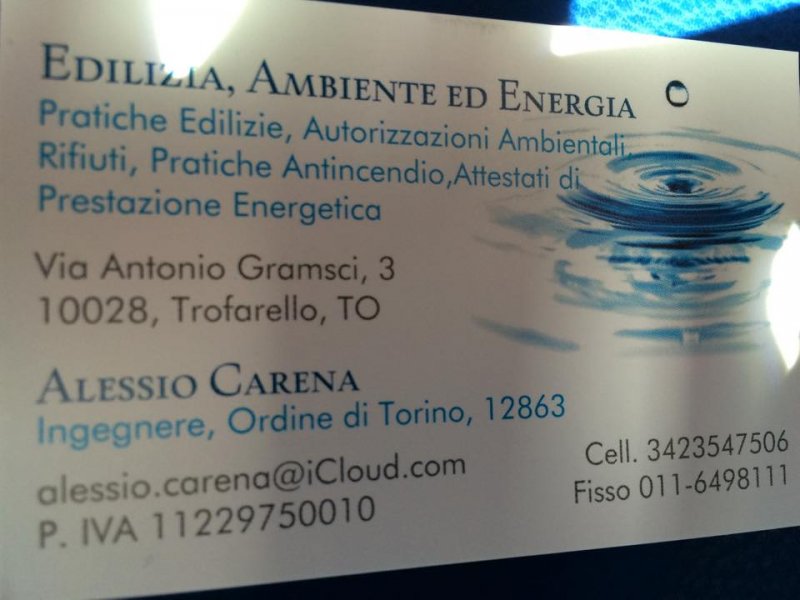 EDILIZIA, AMBIENTE ED ENERGIA
Pratiche Edilizie, Autorizzazioni Ambientali,
Rifiuti, Pratiche Antincendio,Attestati di
Prestazione Energetica
Via Antonio Gramsci, 3
10028, Trofarello, TO
ALESSIO CARENA
Ingegnere, Ordine di Torino, 12863
alessio.carena@iCloud.com
P. IVA 11229750010
Cell. 3423547506
Fisso 011-6498111